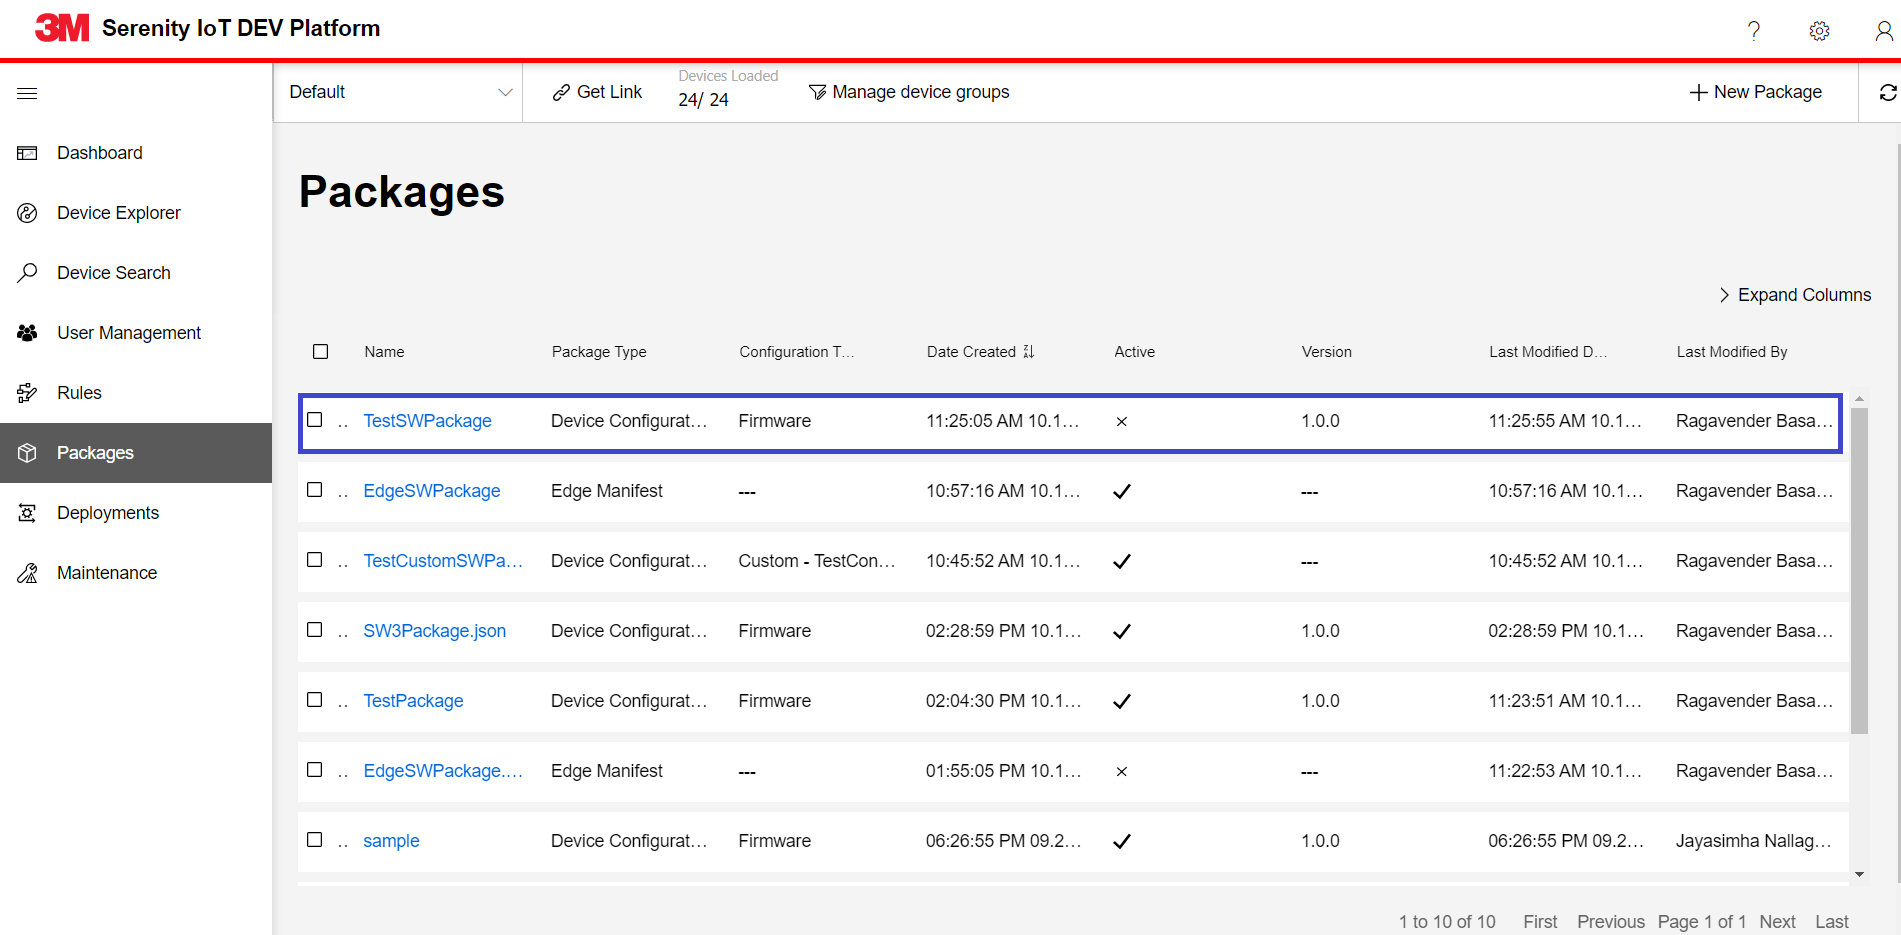 3M Serenity IoT DEV Platform
Default
Get Link
Devices Loaded
24/ 24
Manage device groups
New Package
Dashboard
Device Explorer
Device Search
User Management
Rules
Packages
Deployments
Maintenance
Packages
Expand Columns
Name Package Type Configuration T... Date Created Active Version Last Modified D... Last Modified By
.. TestSWPackage Device Configurat... Firmware 11:25:05 AM 10.1... 1.0.0 11:25:55 AM 10.1... Ragavender Basa...
.. EdgeSWPackage Edge Manifest --- 10:57:16 AM 10.1... --- 10:57:16 AM 10.1... Ragavender Basa...
.. TestCustomSWPa... Device Configurat... Custom - TestCon... 10:45:52 AM 10.1... --- 10:45:52 AM 10.1... Ragavender Basa...
.. SW3Package.json Device Configurat... Firmware 02:28:59 PM 10.1... 1.0.0 02:28:59 PM 10.1... Ragavender Basa...
.. TestPackage Device Configurat... Firmware 02:04:30 PM 10.1... 1.0.0 11:23:51 AM 10.1... Ragavender Basa...
.. EdgeSWPackage.... Edge Manifest --- 01:55:05 PM 10.1... --- 11:22:53 AM 10.1... Ragavender Basa...
.. sample Device Configurat... Firmware 06:26:55 PM 09.2... 1.0.0 06:26:55 PM 09.2... Jayasimha Nallag...
1 to 10 of 10 First Previous Page 1 of 1 Next Last